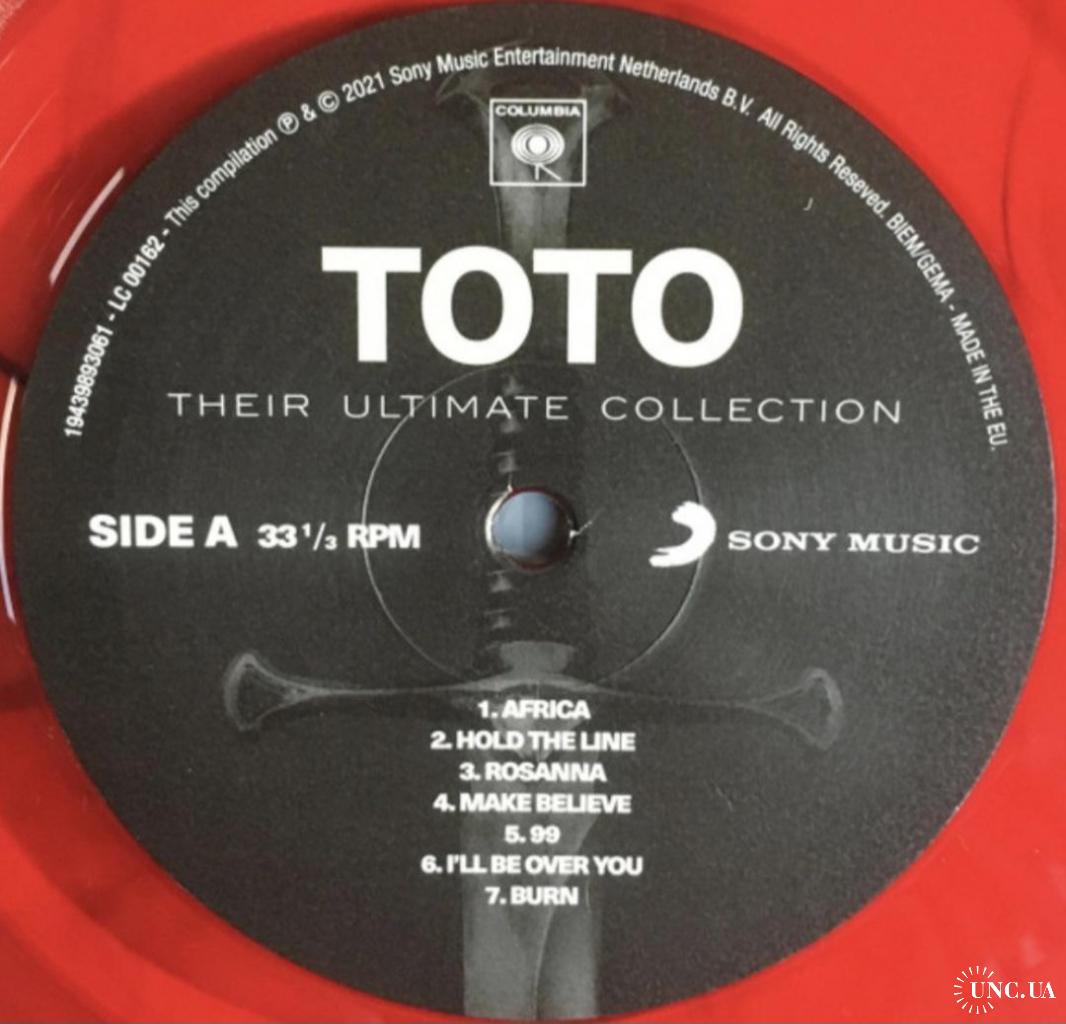 19439893061 - LC 00162 - This compilation ℗ & © 2021 Sony Music Entertainment Netherlands B.V. All Rights Reseved. BIEM/GEMA - MADE IN THE EU.
COLUMBIA
TOTO
THEIR ULTIMATE COLLECTION
SIDE A 33 1/3 RPM
SONY MUSIC
1. AFRICA
2. HOLD THE LINE
3. ROSANNA
4. MAKE BELIEVE
5. 99
6. I'LL BE OVER YOU
7. BURN
UNC.UA